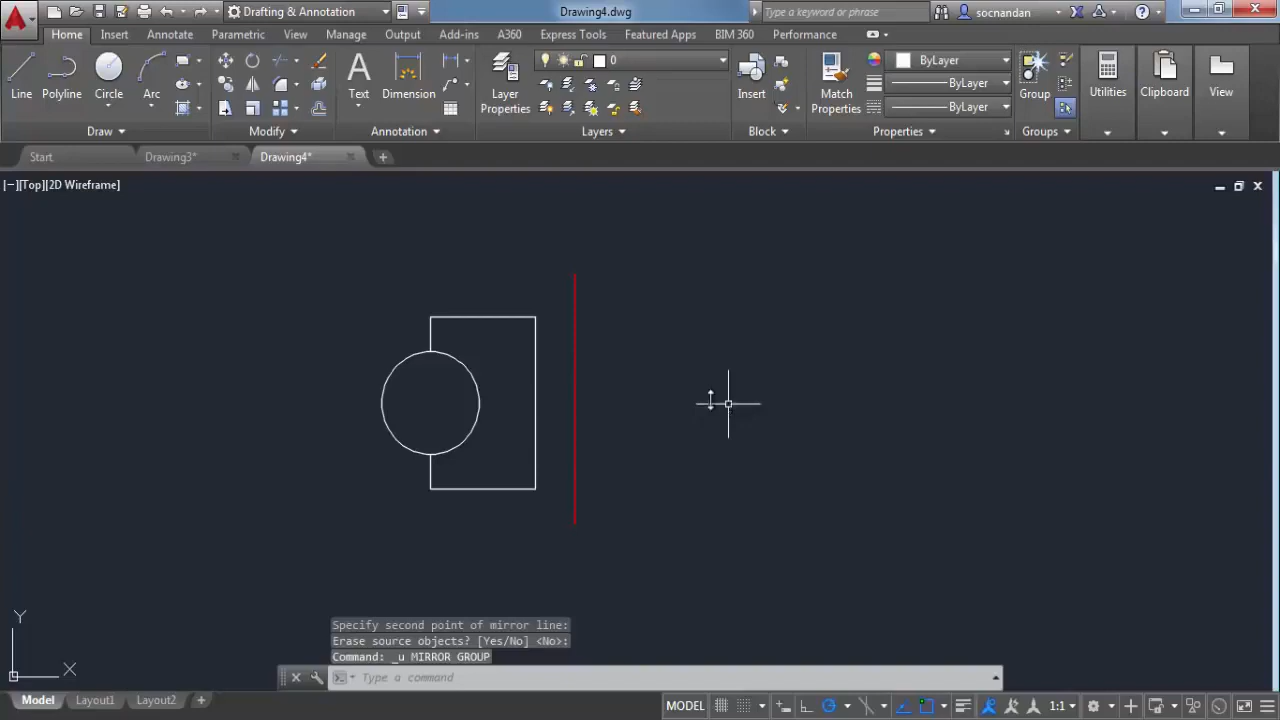 Drafting & Annotation
Drawing4.dwg
Type a keyword or phrase
socnandan
Home Insert Annotate Parametric View Manage Output Add-ins A360 Express Tools Featured Apps BIM 360 Performance
Line Polyline Circle Arc
Text Dimension
Layer Properties
0
Insert
Match Properties
ByLayer
ByLayer
ByLayer
Group
Utilities
Clipboard
View
Draw Modify Annotation Layers Block Properties Groups
Start Drawing3* Drawing4*
[−][Top][2D Wireframe]
Y
X
Specify second point of mirror line:
Erase source objects? [Yes/No] <No>:
Command: _u MIRROR GROUP
Type a command
Model Layout1 Layout2
MODEL
1:1